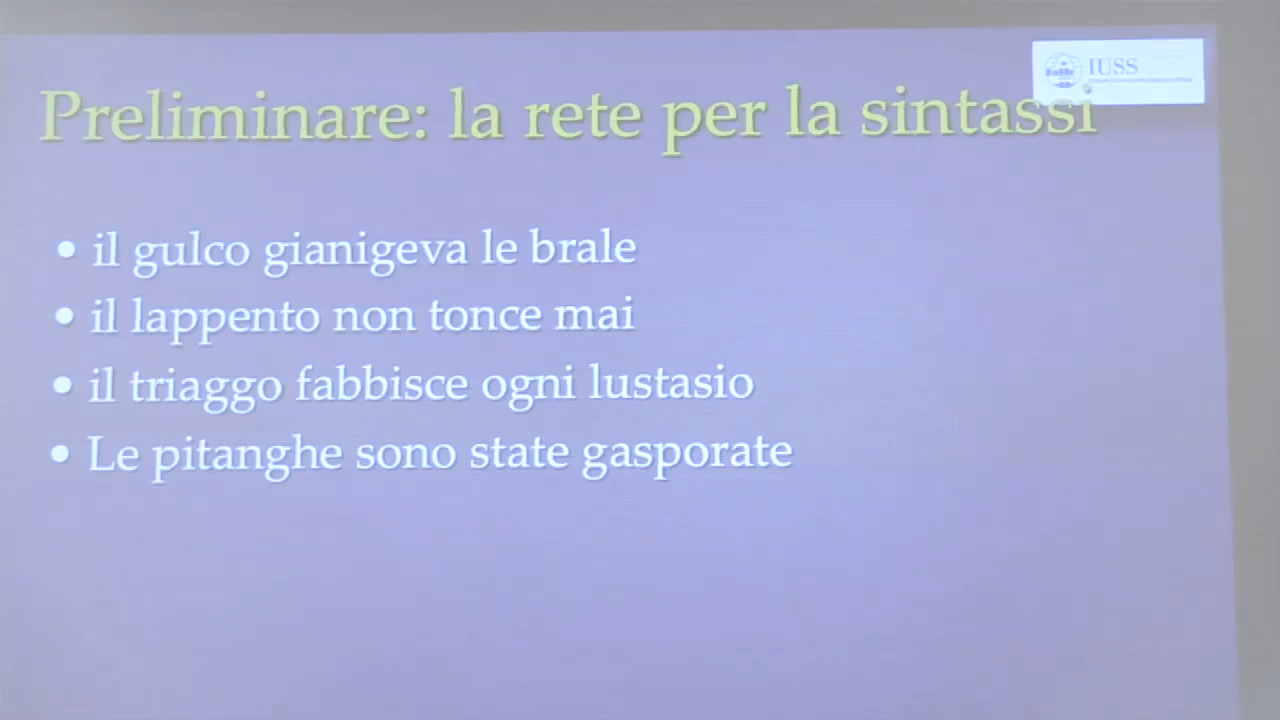 Preliminare: la rete per la sintassi
IUSS
• il gulco gianigeva le brale
• il lappento non tonce mai
• il triaggo fabbisce ogni lustasio
• Le pitanghe sono state gasporate